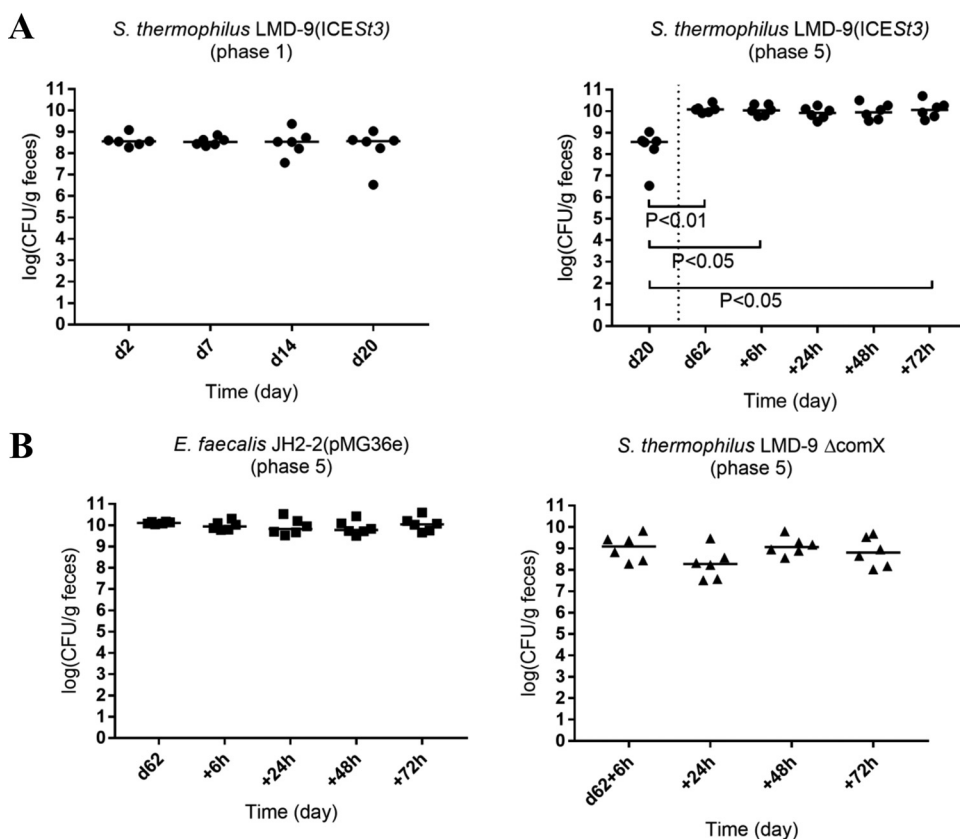 A
S. thermophilus LMD-9(ICESt3)
(phase 1)
log(CFU/g feces)
11
10
9
8
7
6
5
4
3
2
1
0
d2
d7
d14
d20
Time (day)
S. thermophilus LMD-9(ICESt3)
(phase 5)
log(CFU/g feces)
11
10
9
8
7
6
5
4
3
2
1
0
P<0.01
P<0.05
P<0.05
d20
d62
+6h
+24h
+48h
+72h
Time (day)
B
E. faecalis JH2-2(pMG36e)
(phase 5)
log(CFU/g feces)
11
10
9
8
7
6
5
4
3
2
1
0
d62
+6h
+24h
+48h
+72h
Time (day)
S. thermophilus LMD-9 ΔcomX
(phase 5)
log(CFU/g feces)
11
10
9
8
7
6
5
4
3
2
1
0
d62+6h
+24h
+48h
+72h
Time (day)